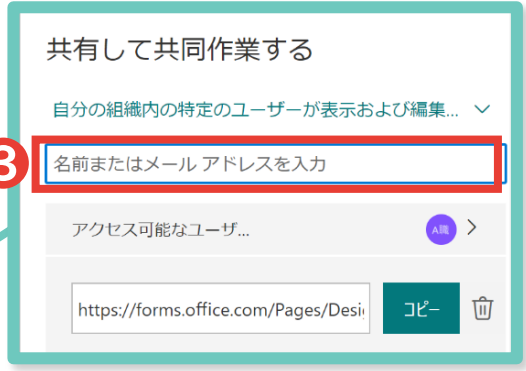 共有して共同作業する
自分の組織内の特定のユーザーが表示および編集...
3
名前またはメール アドレスを入力
アクセス可能なユーザ...
A職
https://forms.office.com/Pages/Desi
コピー